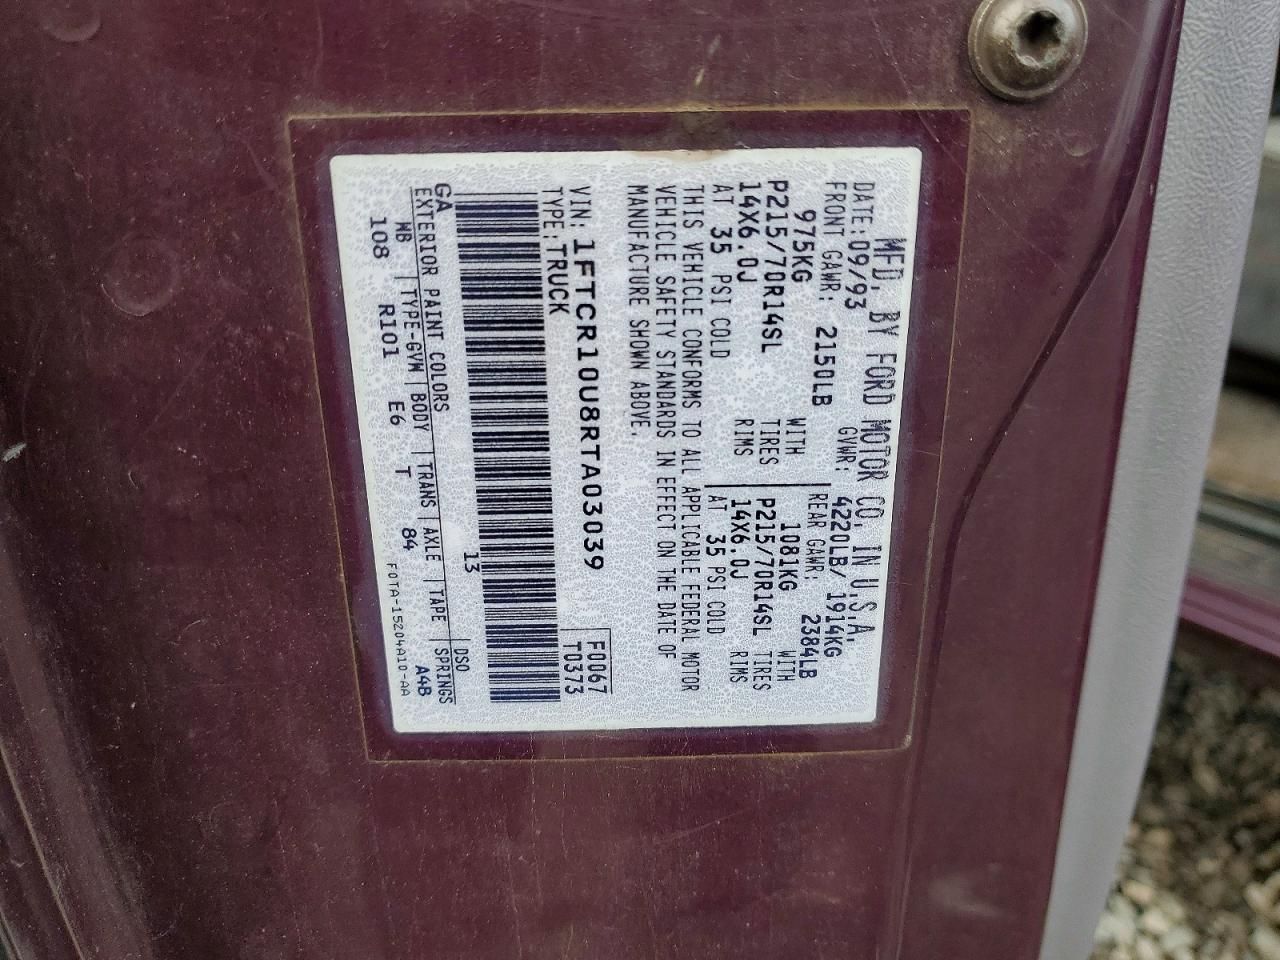 MFD. BY FORD MOTOR CO. IN U.S.A.
DATE: 09/93 GVWR: 4220LB/ 1914KG
FRONT GAWR: 2150LB REAR GAWR: 2384LB
975KG WITH 1081KG WITH
P215/70R14SL TIRES P215/70R14SL TIRES
14X6.0J RIMS 14X6.0J RIMS
AT 35 PSI COLD AT 35 PSI COLD
THIS VEHICLE CONFORMS TO ALL APPLICABLE FEDERAL MOTOR
VEHICLE SAFETY STANDARDS IN EFFECT ON THE DATE OF
MANUFACTURE SHOWN ABOVE.
VIN: 1FTCR10U8RTA03039 F0067
TYPE: TRUCK T0373
13
GA DSO
EXTERIOR PAINT COLORS
WB TYPE-GVM BODY TRANS AXLE TAPE SPRINGS
108 R101 E6 T 84 A4B
F0TA-15204A10-AA